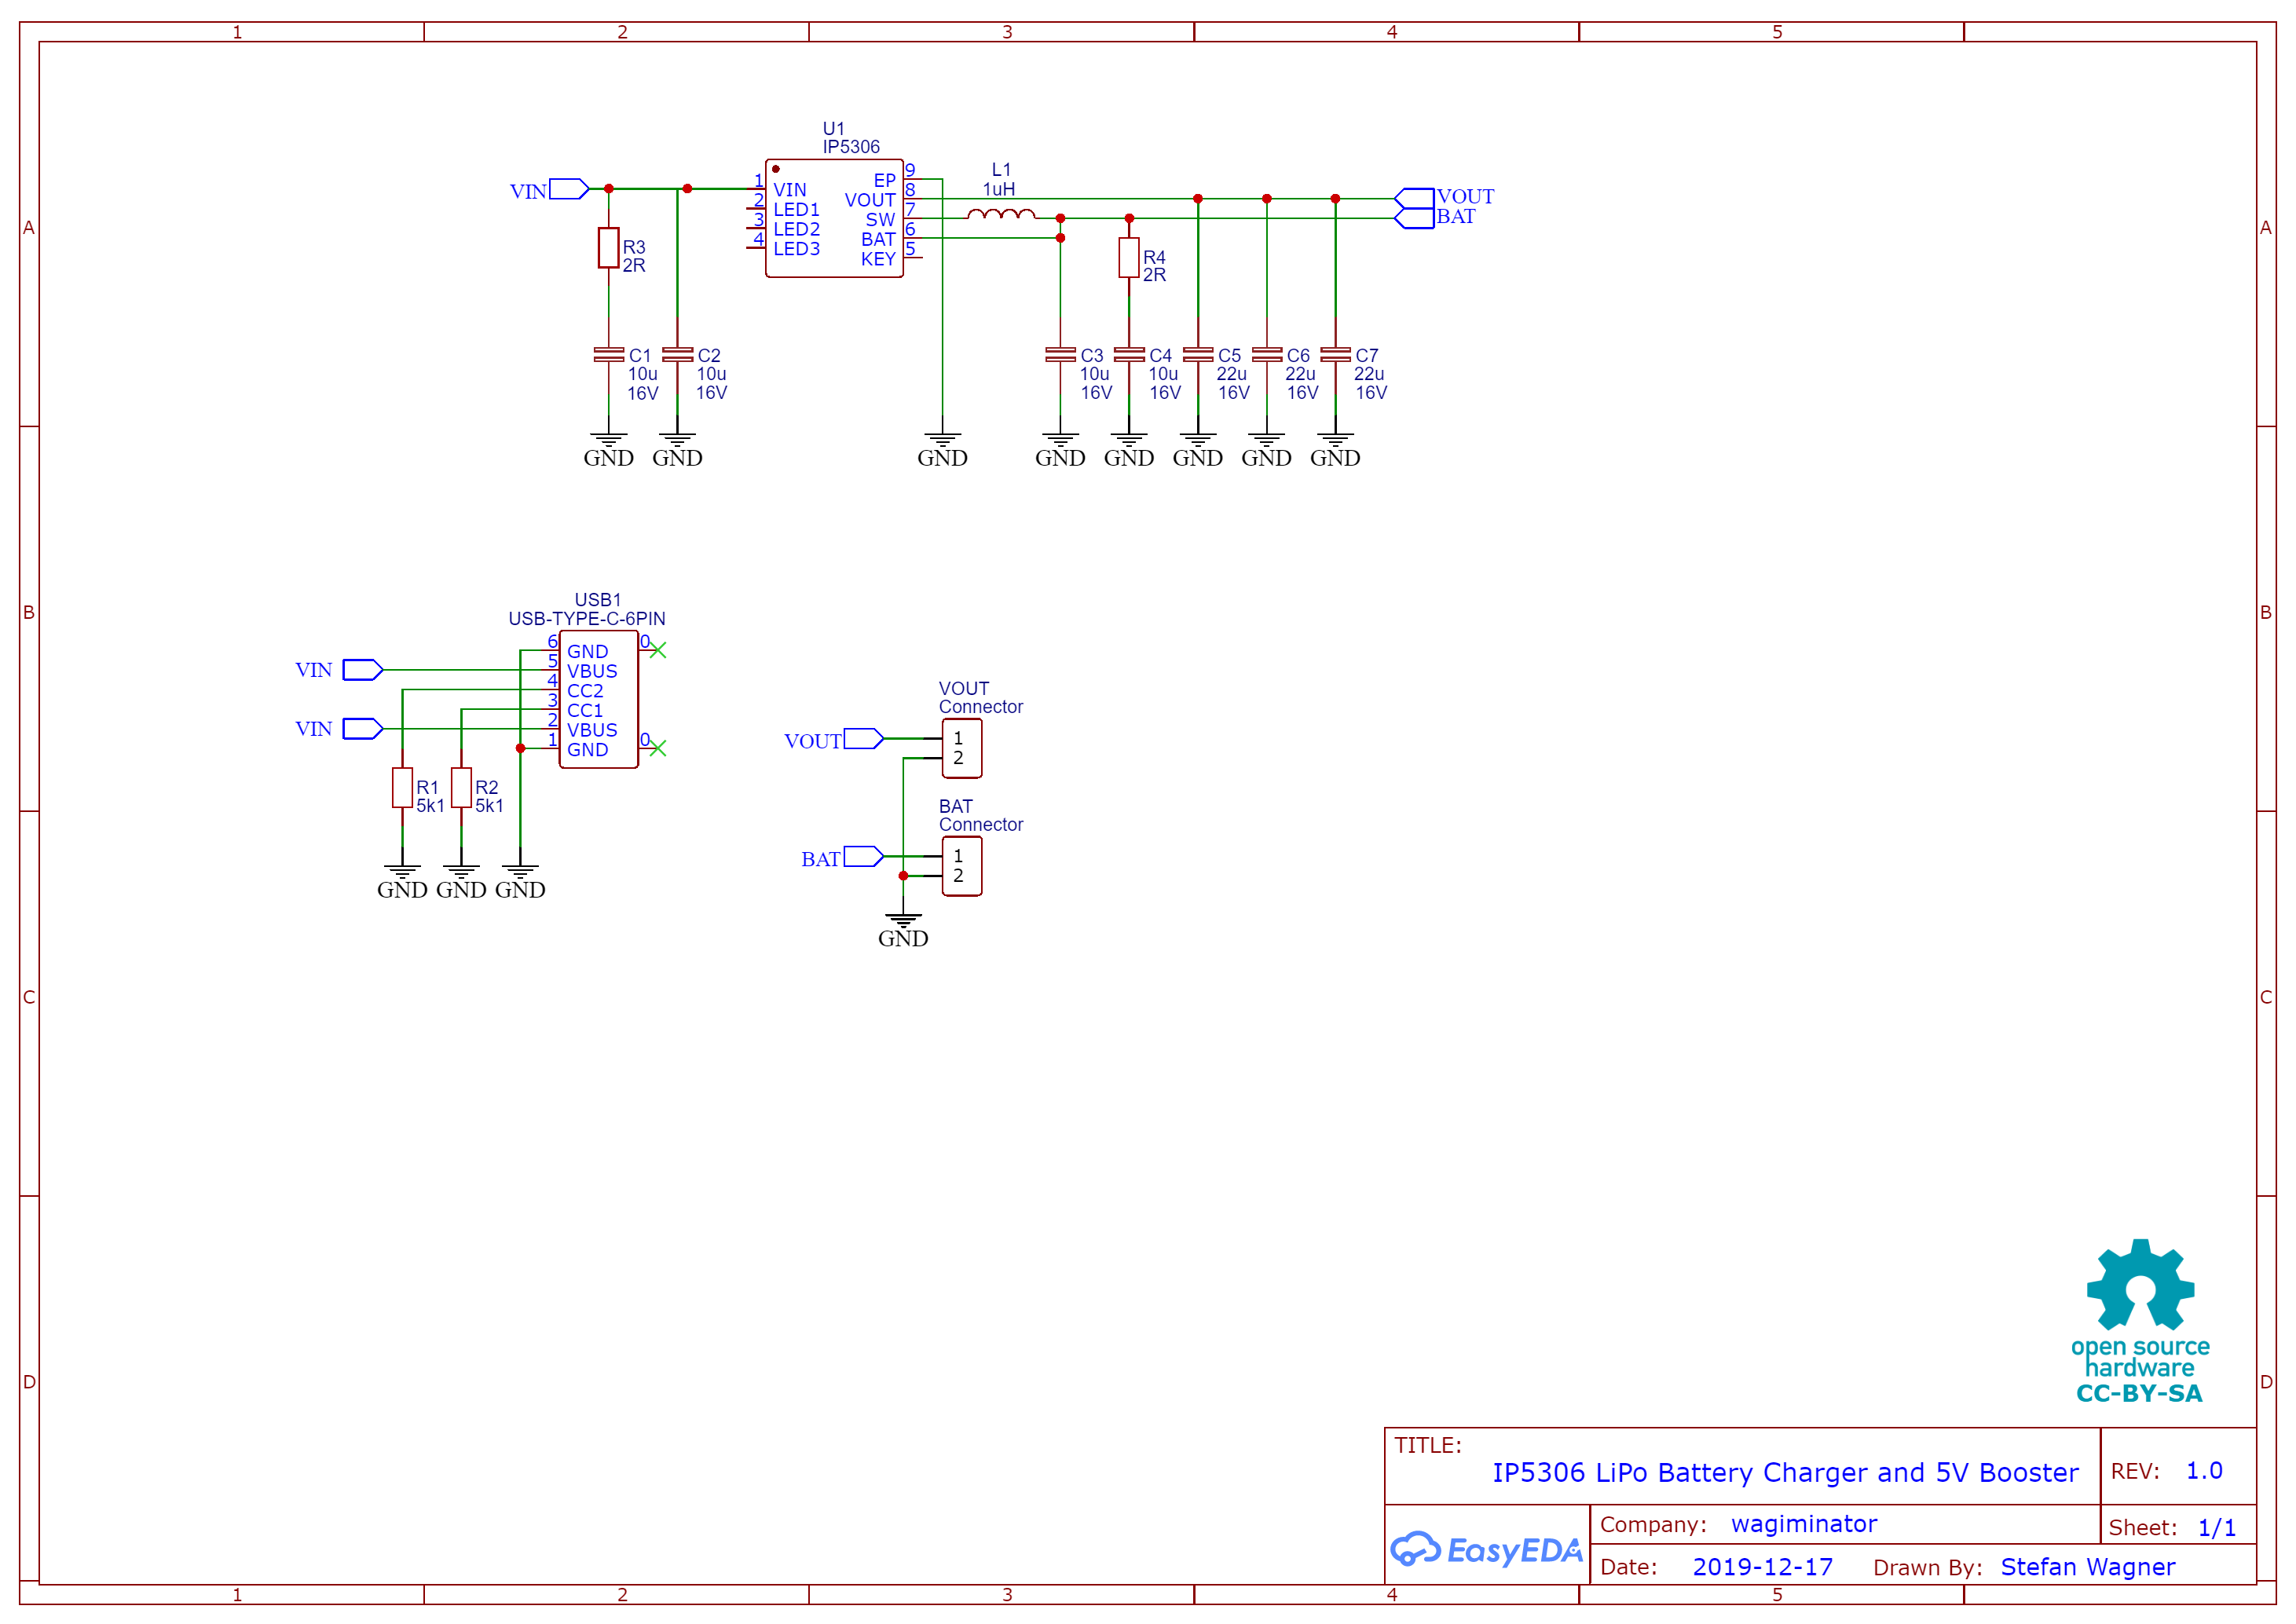 1 2 3 4 5
A
A
U1
IP5306
VIN
1 VIN
2 LED1
3 LED2
4 LED3
EP 9
VOUT 8
SW 7
BAT 6
KEY 5
L1
1uH
VOUT
BAT
R3
2R
R4
2R
C1
10u
16V
C2
10u
16V
C3
10u
16V
C4
10u
16V
C5
22u
16V
C6
22u
16V
C7
22u
16V
GND GND GND GND GND GND GND GND
B
B
USB1
USB-TYPE-C-6PIN
6 GND 0
VIN 5 VBUS
4 CC2
3 CC1
VIN 2 VBUS
1 GND 0
R1
5k1
R2
5k1
GND GND GND
VOUT
Connector
VOUT 1
2
BAT
Connector
BAT 1
2
GND
C
C
D
D
open source
hardware
CC-BY-SA
TITLE:
IP5306 LiPo Battery Charger and 5V Booster
REV: 1.0
EasyEDA
Company: wagiminator
Sheet: 1/1
Date: 2019-12-17 Drawn By: Stefan Wagner
1 2 3 4 5